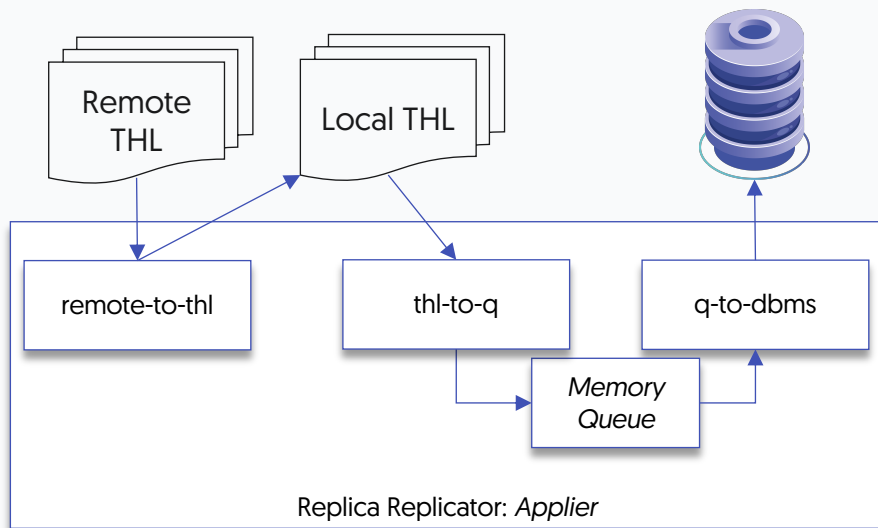 Remote
THL
Local THL
remote-to-thl
thl-to-q
q-to-dbms
Memory
Queue
Replica Replicator: Applier